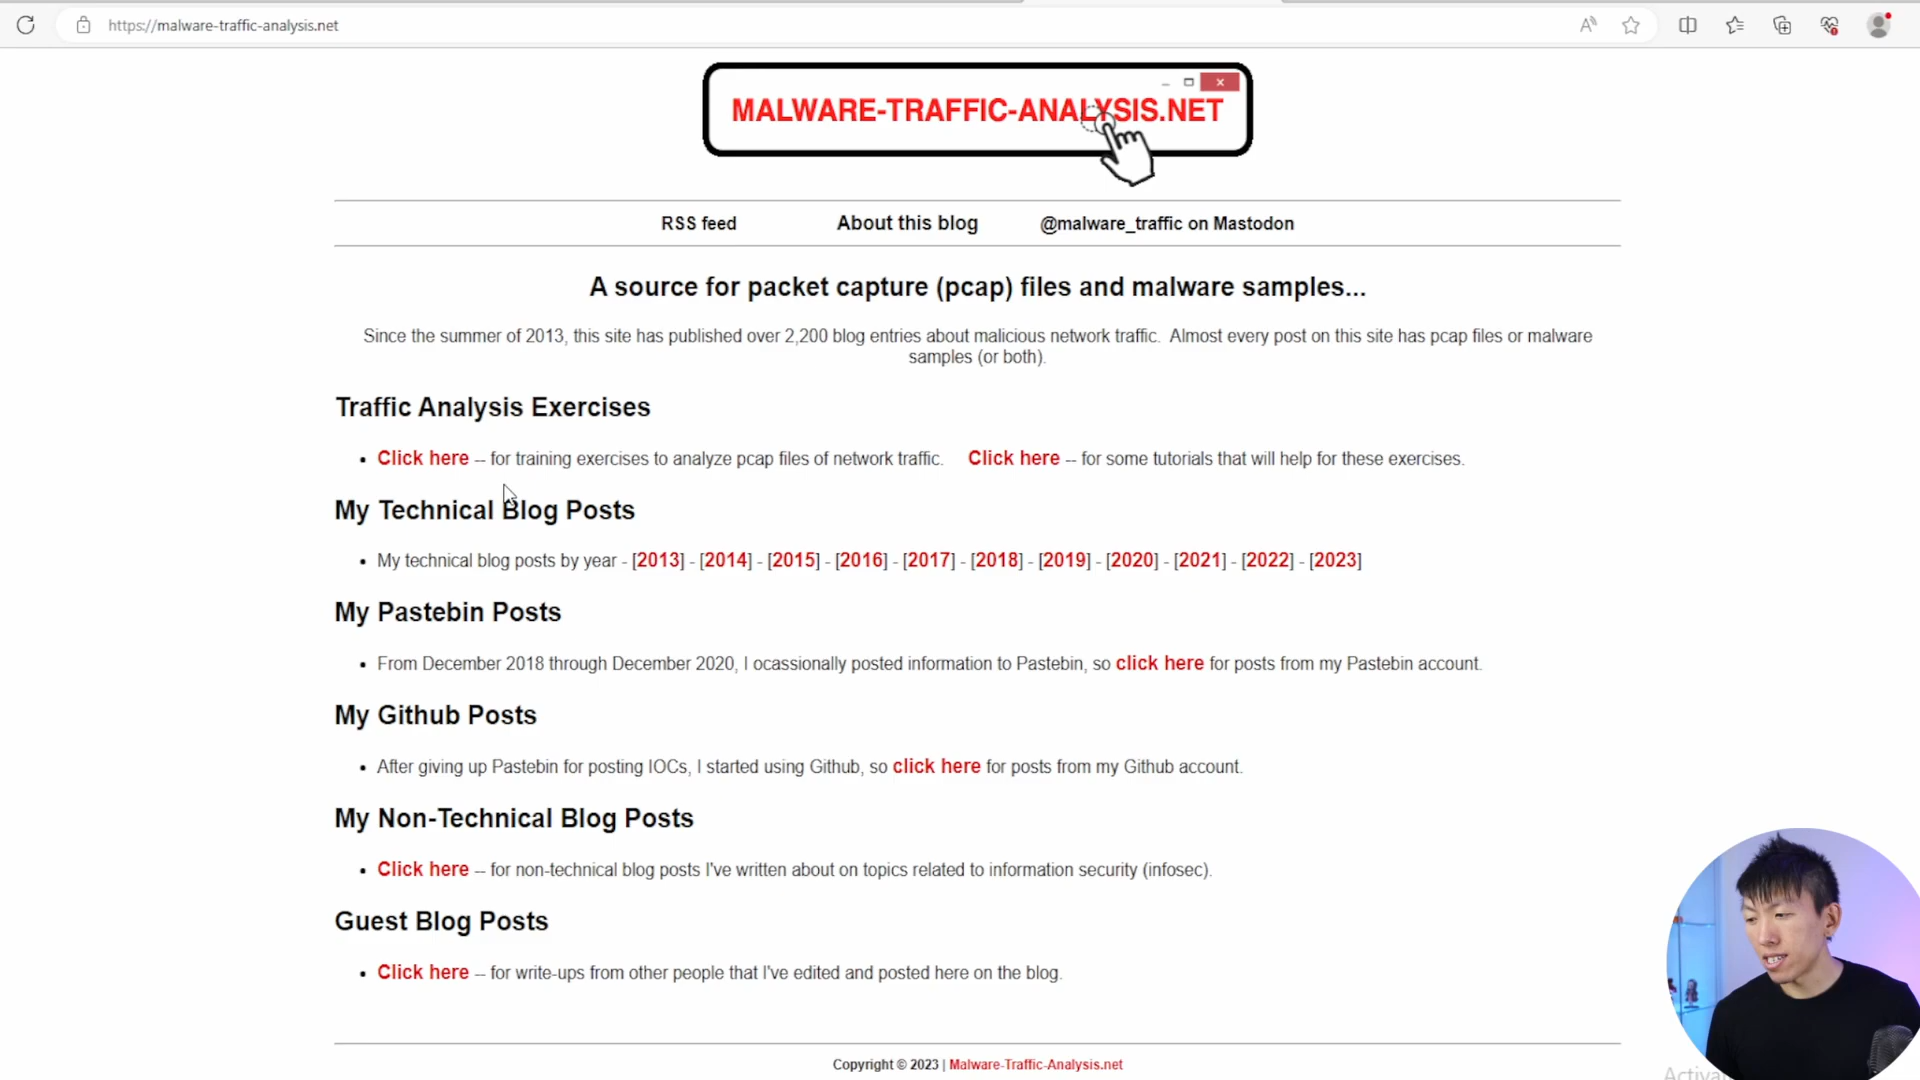 https://malware-traffic-analysis.net
MALWARE-TRAFFIC-ANALYSIS.NET
RSS feed About this blog @malware_traffic on Mastodon
A source for packet capture (pcap) files and malware samples...
Since the summer of 2013, this site has published over 2,200 blog entries about malicious network traffic. Almost every post on this site has pcap files or malware
samples (or both).
Traffic Analysis Exercises
• Click here -- for training exercises to analyze pcap files of network traffic. Click here -- for some tutorials that will help for these exercises.
My Technical Blog Posts
• My technical blog posts by year - [2013] - [2014] - [2015] - [2016] - [2017] - [2018] - [2019] - [2020] - [2021] - [2022] - [2023]
My Pastebin Posts
• From December 2018 through December 2020, I ocassionally posted information to Pastebin, so click here for posts from my Pastebin account.
My Github Posts
• After giving up Pastebin for posting IOCs, I started using Github, so click here for posts from my Github account.
My Non-Technical Blog Posts
• Click here -- for non-technical blog posts I've written about on topics related to information security (infosec).
Guest Blog Posts
• Click here -- for write-ups from other people that I've edited and posted here on the blog.
Copyright © 2023 | Malware-Traffic-Analysis.net